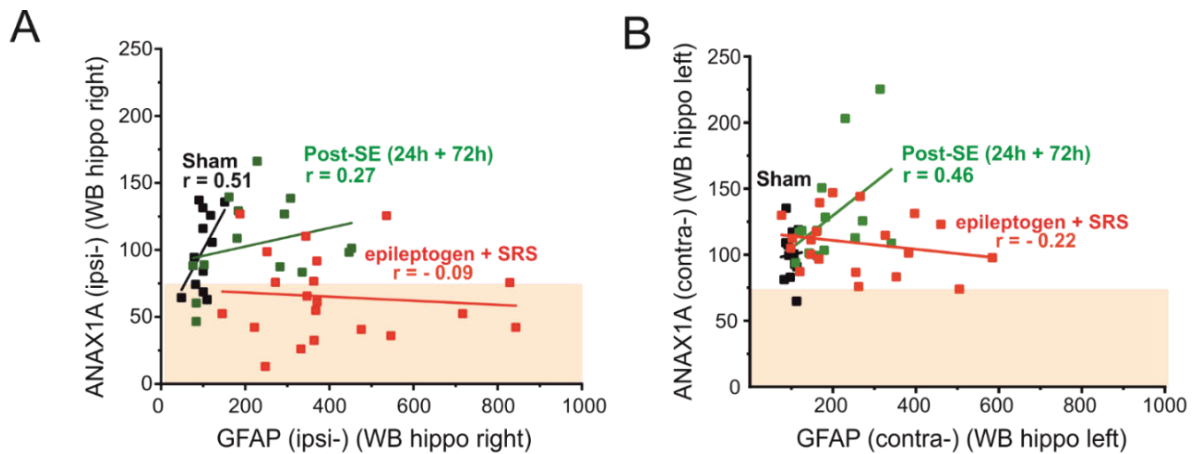 A
ANAX1A (ipsi-) (WB hippo right)
250
200
150
100
50
0
Sham
r = 0.51
Post-SE (24h + 72h)
r = 0.27
epileptogen + SRS
r = - 0.09
0 200 400 600 800 1000
GFAP (ipsi-) (WB hippo right)
B
ANAX1A (contra-) (WB hippo left)
250
200
150
100
50
0
Sham
Post-SE (24h + 72h)
r = 0.46
epileptogen + SRS
r = - 0.22
200 400 600 800 1000
GFAP (contra-) (WB hippo left)